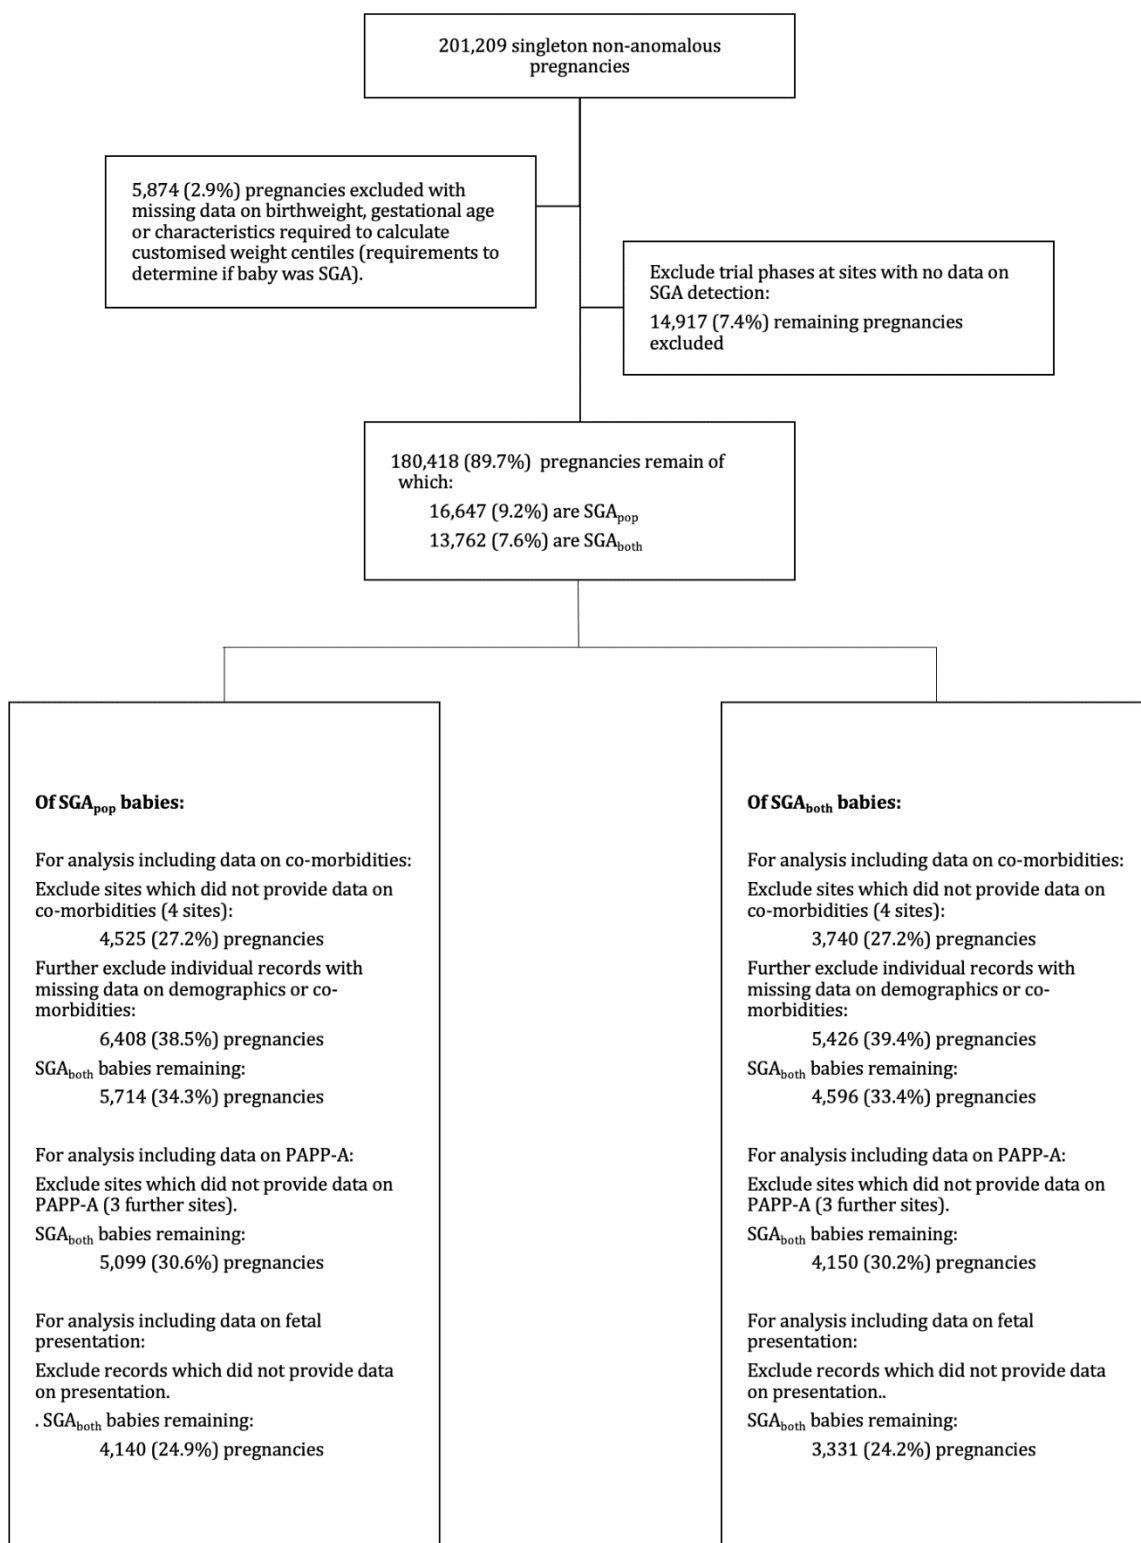 201,209 singleton non-anomalous
pregnancies
5,874 (2.9%) pregnancies excluded with
missing data on birthweight, gestational age
or characteristics required to calculate
customised weight centiles (requirements to
determine if baby was SGA).
Exclude trial phases at sites with no data on
SGA detection:
14,917 (7.4%) remaining pregnancies
excluded
180,418 (89.7%) pregnancies remain of
which:
16,647 (9.2%) are SGApop
13,762 (7.6%) are SGAboth
Of SGApop babies:
For analysis including data on co-morbidities:
Exclude sites which did not provide data on
co-morbidities (4 sites):
4,525 (27.2%) pregnancies
Further exclude individual records with
missing data on demographics or co-
morbidities:
6,408 (38.5%) pregnancies
SGAboth babies remaining:
5,714 (34.3%) pregnancies
For analysis including data on PAPP-A:
Exclude sites which did not provide data on
PAPP-A (3 further sites).
SGAboth babies remaining:
5,099 (30.6%) pregnancies
For analysis including data on fetal
presentation:
Exclude records which did not provide data
on presentation.
. SGAboth babies remaining:
4,140 (24.9%) pregnancies
Of SGAboth babies:
For analysis including data on co-morbidities:
Exclude sites which did not provide data on
co-morbidities (4 sites):
3,740 (27.2%) pregnancies
Further exclude individual records with
missing data on demographics or co-
morbidities:
5,426 (39.4%) pregnancies
SGAboth babies remaining:
4,596 (33.4%) pregnancies
For analysis including data on PAPP-A:
Exclude sites which did not provide data on
PAPP-A (3 further sites).
SGAboth babies remaining:
4,150 (30.2%) pregnancies
For analysis including data on fetal
presentation:
Exclude records which did not provide data
on presentation..
SGAboth babies remaining:
3,331 (24.2%) pregnancies